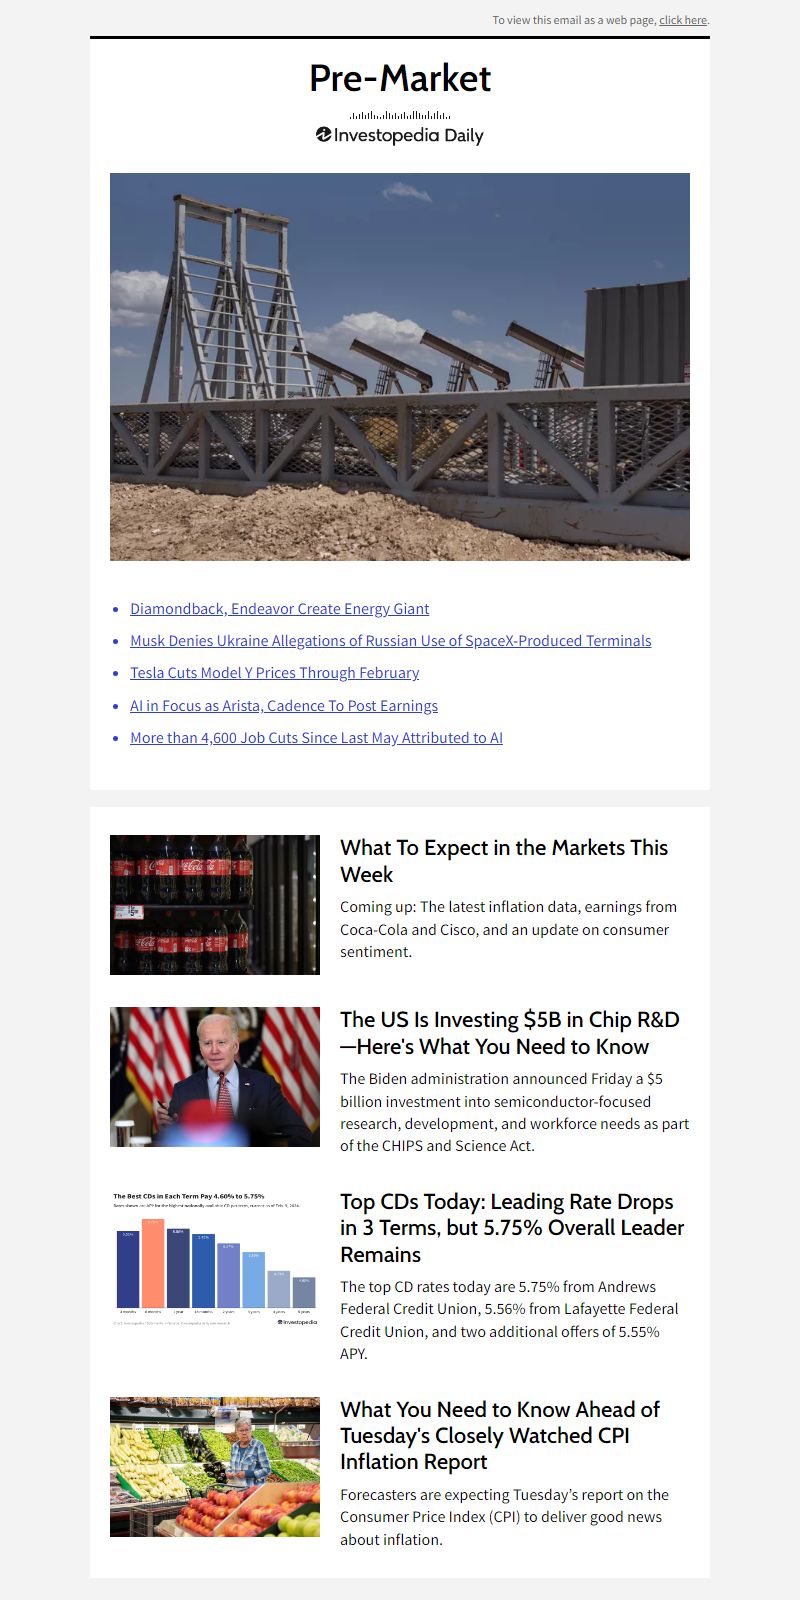 To view this email as a web page, click here.
Pre-Market
Investopedia Daily
Diamondback, Endeavor Create Energy Giant
Musk Denies Ukraine Allegations of Russian Use of SpaceX-Produced Terminals
Tesla Cuts Model Y Prices Through February
AI in Focus as Arista, Cadence To Post Earnings
More than 4,600 Job Cuts Since Last May Attributed to AI
What To Expect in the Markets This
Week
Coming up: The latest inflation data, earnings from
Coca-Cola and Cisco, and an update on consumer
sentiment.
The US Is Investing $5B in Chip R&D
—Here's What You Need to Know
The Biden administration announced Friday a $5
billion investment into semiconductor-focused
research, development, and workforce needs as part
of the CHIPS and Science Act.
The Best CDs in Each Term Pay 4.60% to 5.75%
Investopedia
Top CDs Today: Leading Rate Drops
in 3 Terms, but 5.75% Overall Leader
Remains
The top CD rates today are 5.75% from Andrews
Federal Credit Union, 5.56% from Lafayette Federal
Credit Union, and two additional offers of 5.55%
APY.
What You Need to Know Ahead of
Tuesday's Closely Watched CPI
Inflation Report
Forecasters are expecting Tuesday’s report on the
Consumer Price Index (CPI) to deliver good news
about inflation.